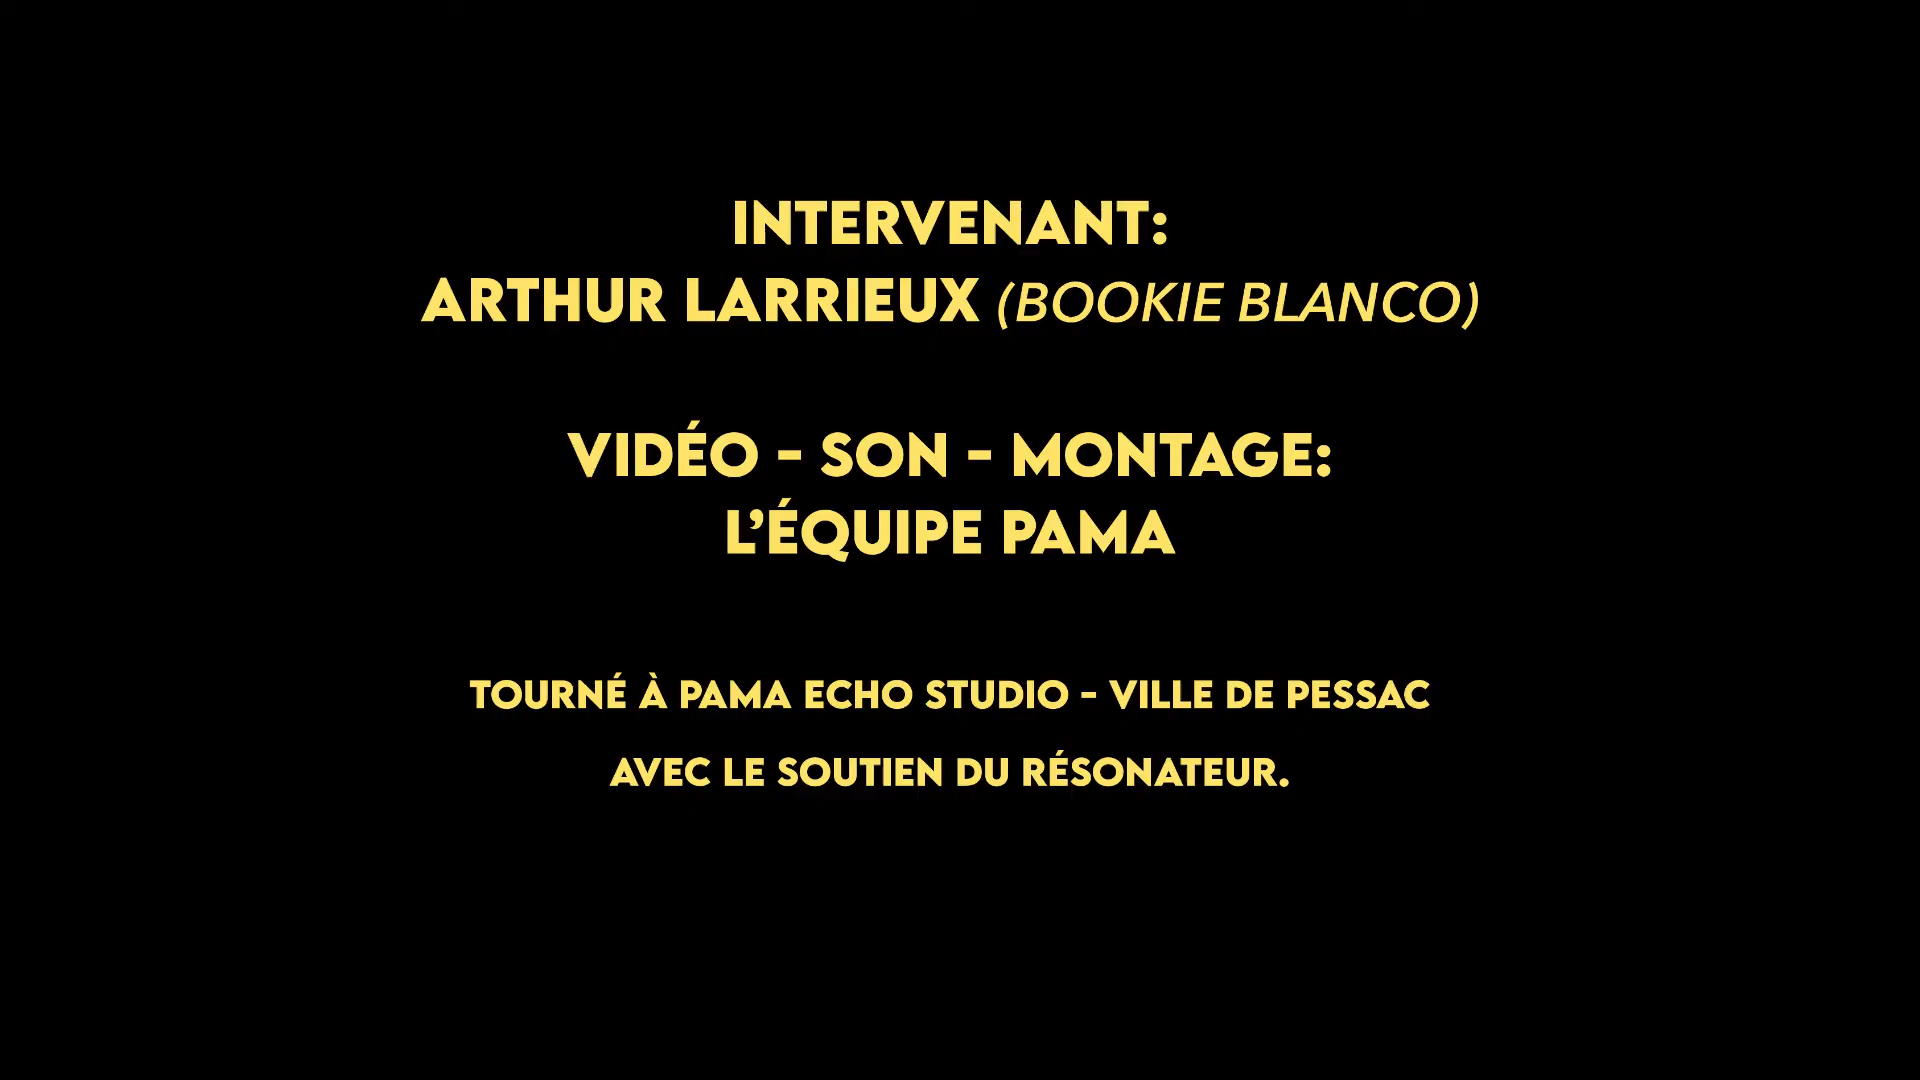 INTERVENANT:
ARTHUR LARRIEUX (BOOKIE BLANCO)
VIDÉO - SON - MONTAGE:
L’ÉQUIPE PAMA
TOURNÉ À PAMA ECHO STUDIO - VILLE DE PESSAC
AVEC LE SOUTIEN DU RÉSONATEUR.